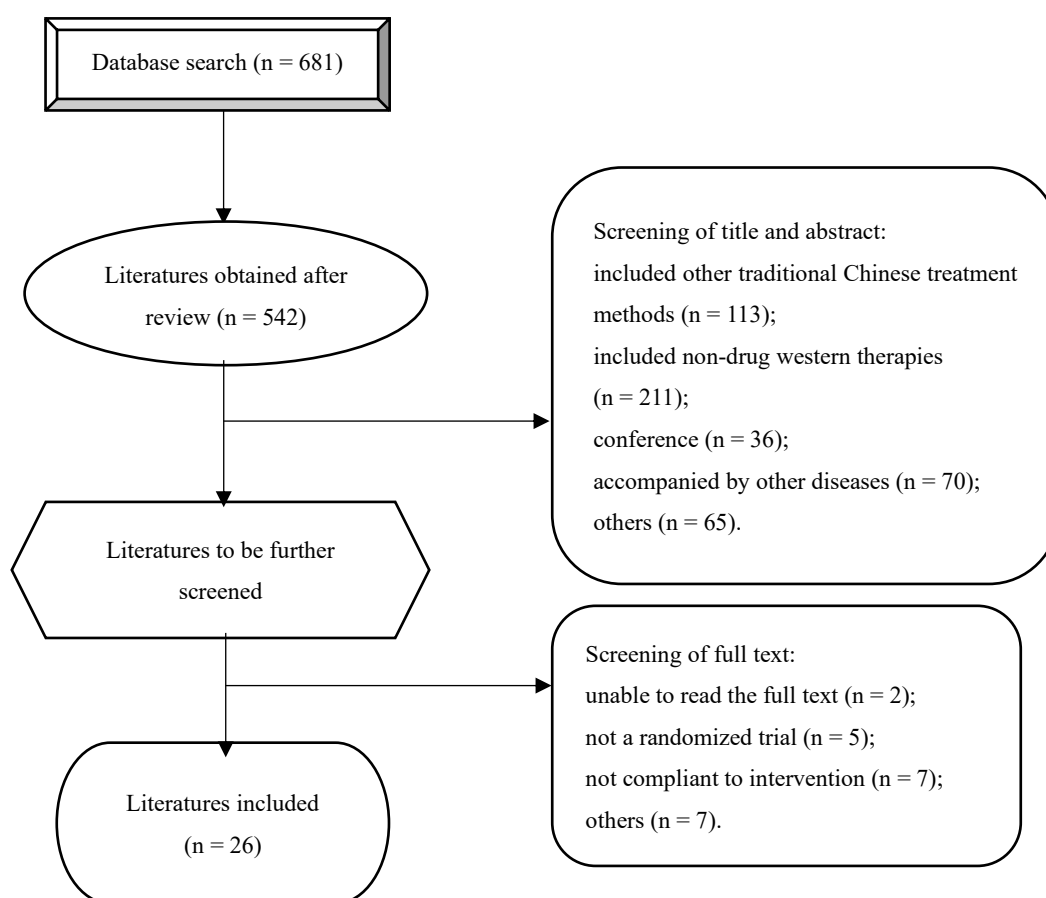 Database search (n = 681)
Literatures obtained after
review (n = 542)
Screening of title and abstract:
included other traditional Chinese treatment
methods (n = 113);
included non-drug western therapies
(n = 211);
conference (n = 36);
accompanied by other diseases (n = 70);
others (n = 65).
Literatures to be further
screened
Screening of full text:
unable to read the full text (n = 2);
not a randomized trial (n = 5);
not compliant to intervention (n = 7);
others (n = 7).
Literatures included
(n = 26)